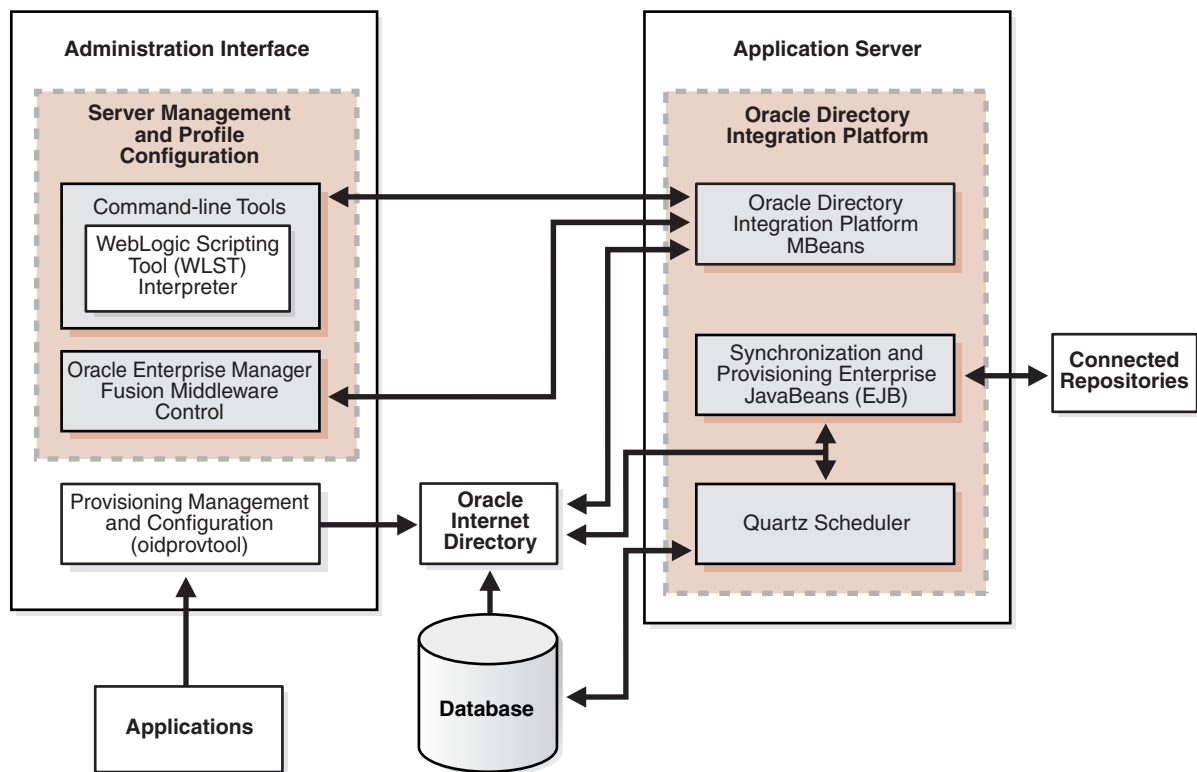 Administration Interface
Server Management
and Profile
Configuration
Command-line Tools
WebLogic Scripting
Tool (WLST)
Interpreter
Oracle Enterprise Manager
Fusion Middleware
Control
Provisioning Management
and Configuration
(oidprovtool)
Applications
Oracle
Internet
Directory
Database
Application Server
Oracle Directory
Integration Platform
Oracle Directory
Integration Platform
MBeans
Synchronization and
Provisioning Enterprise
JavaBeans (EJB)
Quartz Scheduler
Connected
Repositories